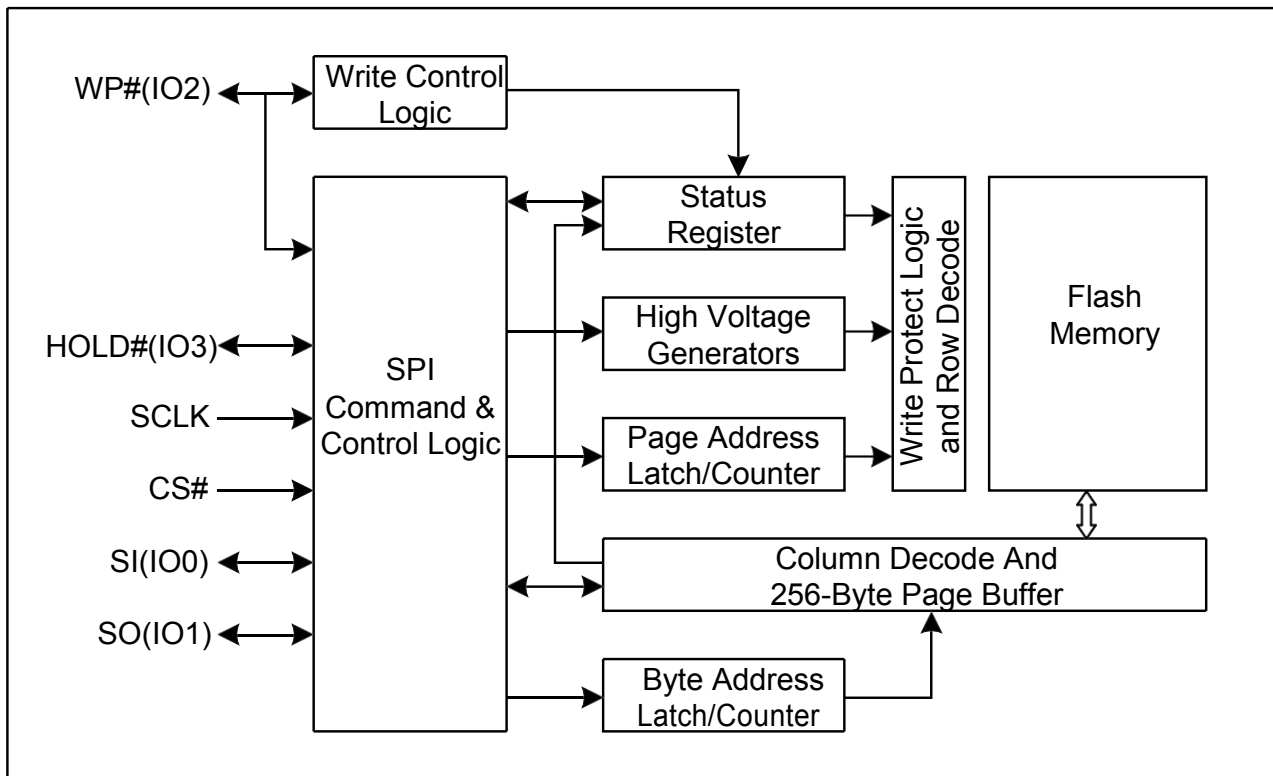 WP#(IO2)
Write Control
Logic
Status
Register
High Voltage
Generators
Page Address
Latch/Counter
Write Protect Logic
and Row Decode
Flash
Memory
HOLD#(IO3)
SCLK
CS#
SI(IO0)
SO(IO1)
SPI
Command &
Control Logic
Column Decode And
256-Byte Page Buffer
Byte Address
Latch/Counter